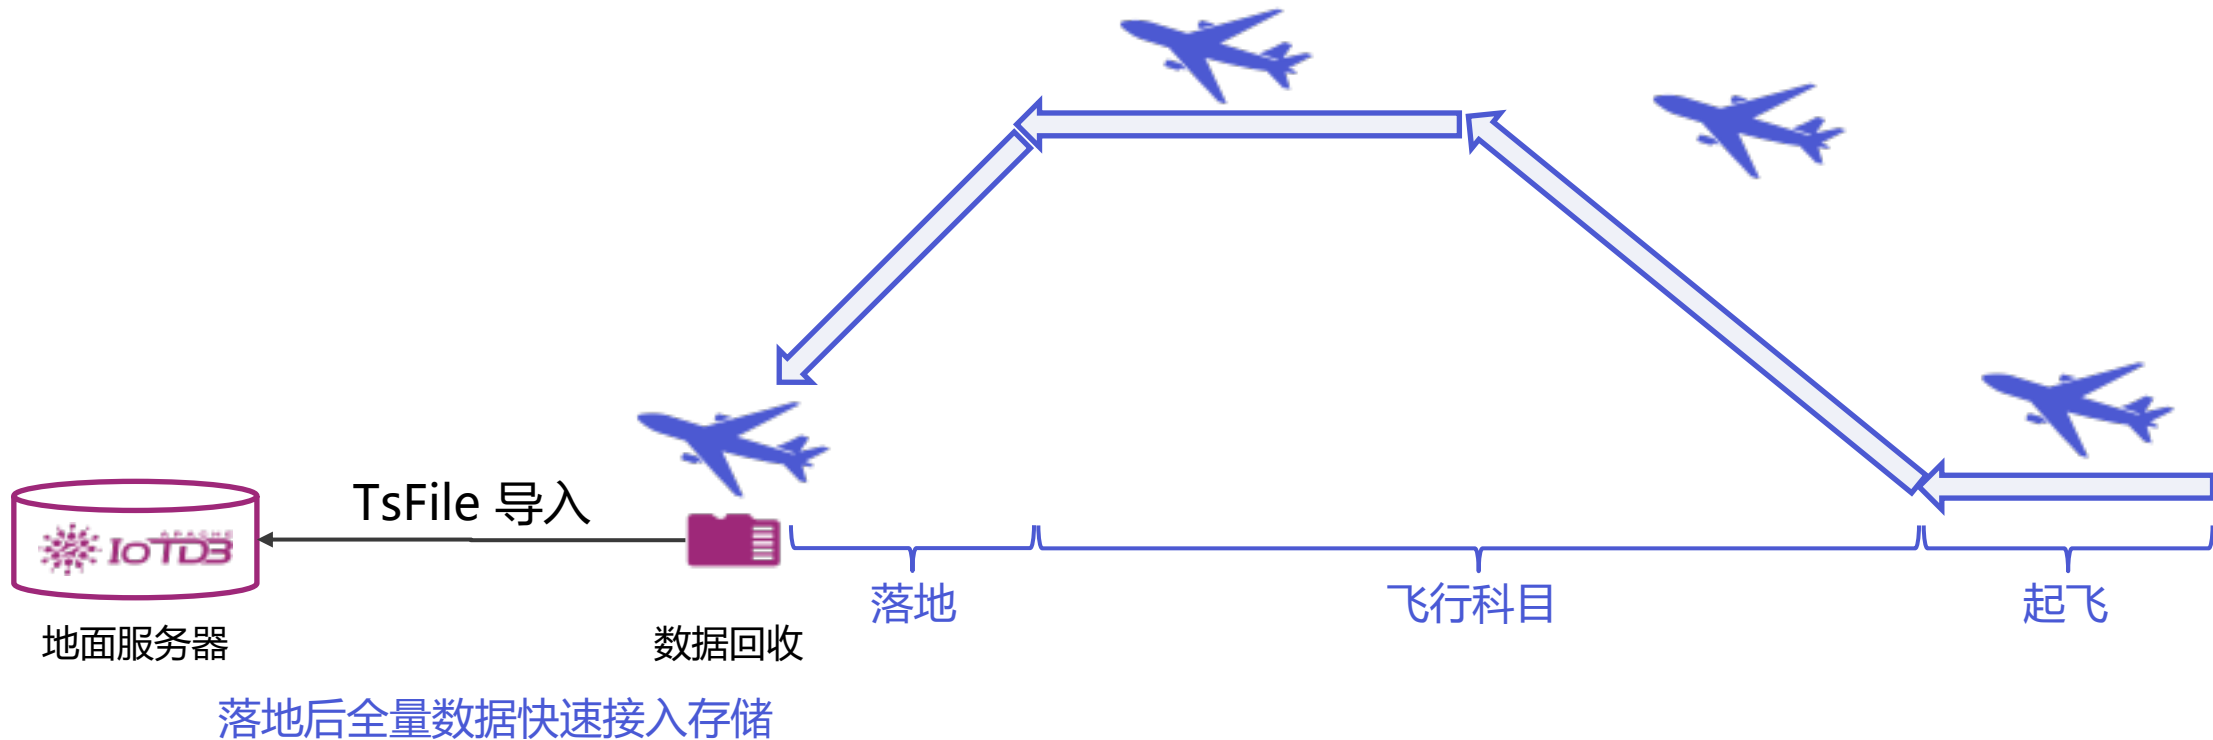 TsFile 导入
APACHE
IoTDB
落地
飞行科目
起飞
地面服务器
数据回收
落地后全量数据快速接入存储